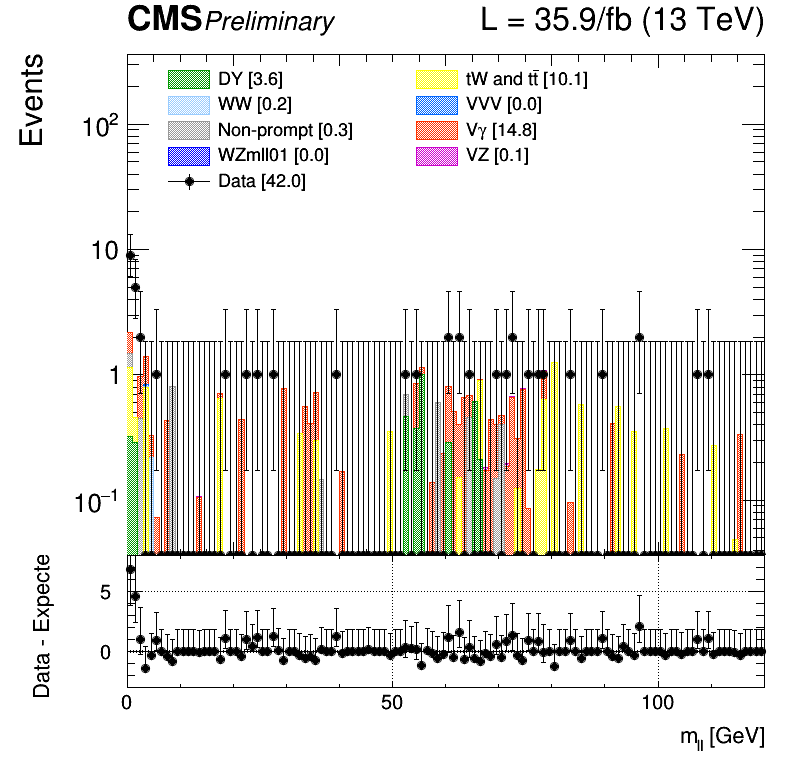 CMS Preliminary L = 35.9/fb (13 TeV)
Events
DY [3.6]
WW [0.2]
Non-prompt [0.3]
WZmll01 [0.0]
Data [42.0]
tW and tt̄ [10.1]
VVV [0.0]
Vγ [14.8]
VZ [0.1]
10²
10
1
10⁻¹
Data - Expecte
5
0
0 50 100
m_ll [GeV]